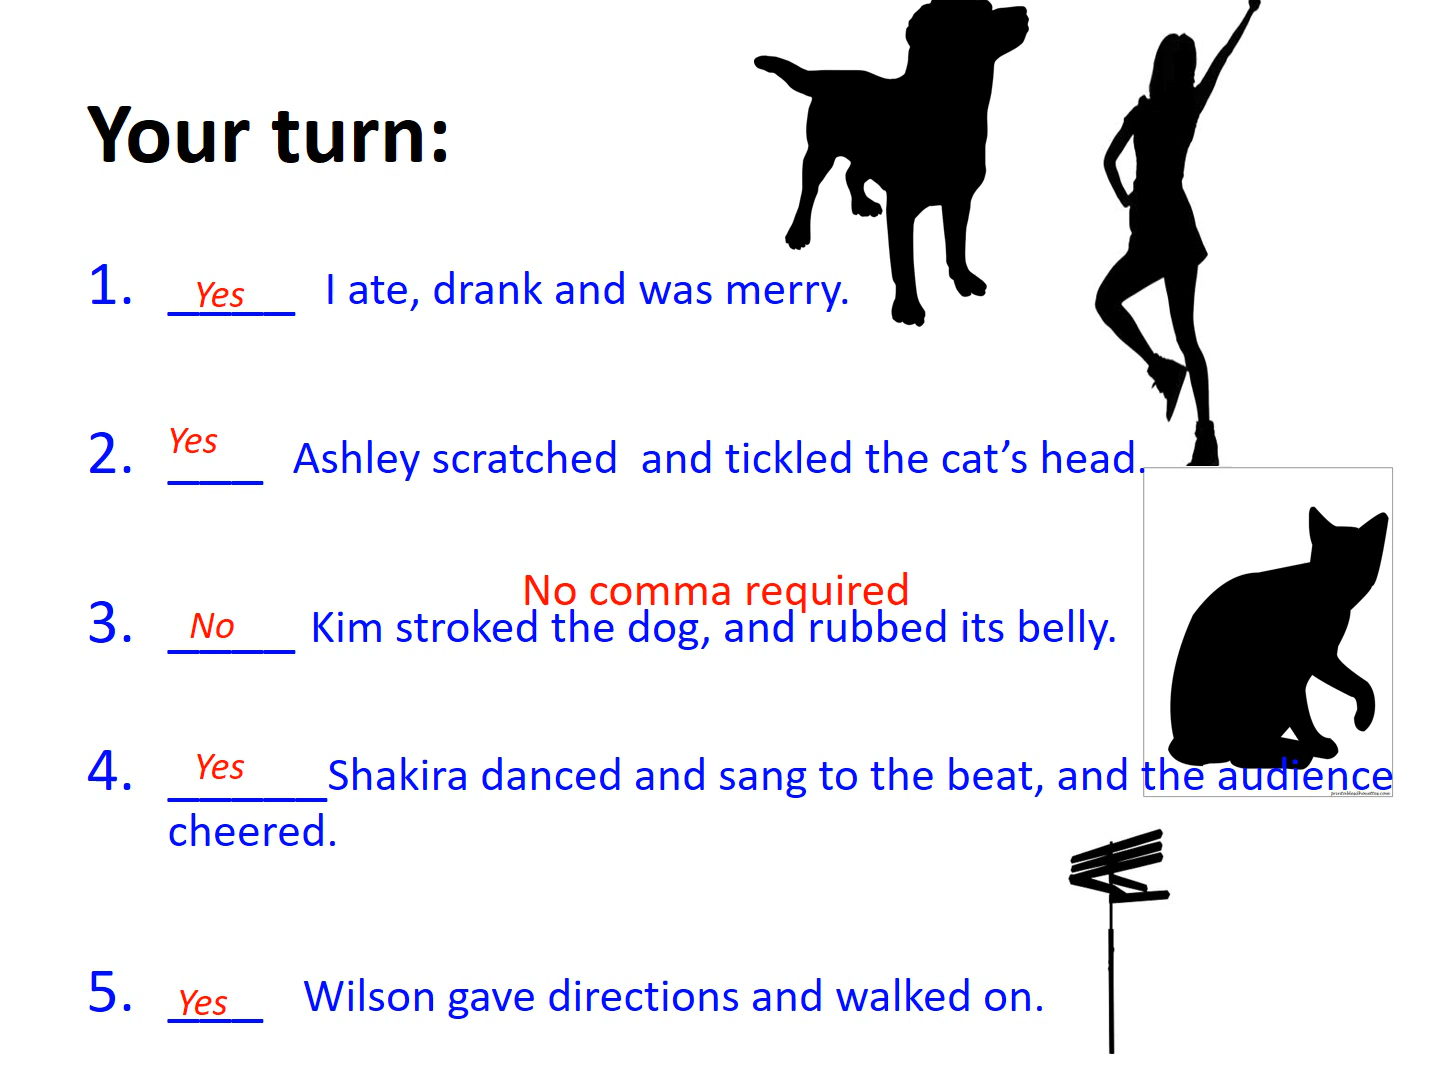 Your turn:
1. Yes I ate, drank and was merry.
2. Yes Ashley scratched  and tickled the cat’s head.
No comma required
3. No Kim stroked the dog, and rubbed its belly.
4. Yes Shakira danced and sang to the beat, and the audience
cheered.
5. Yes Wilson gave directions and walked on.